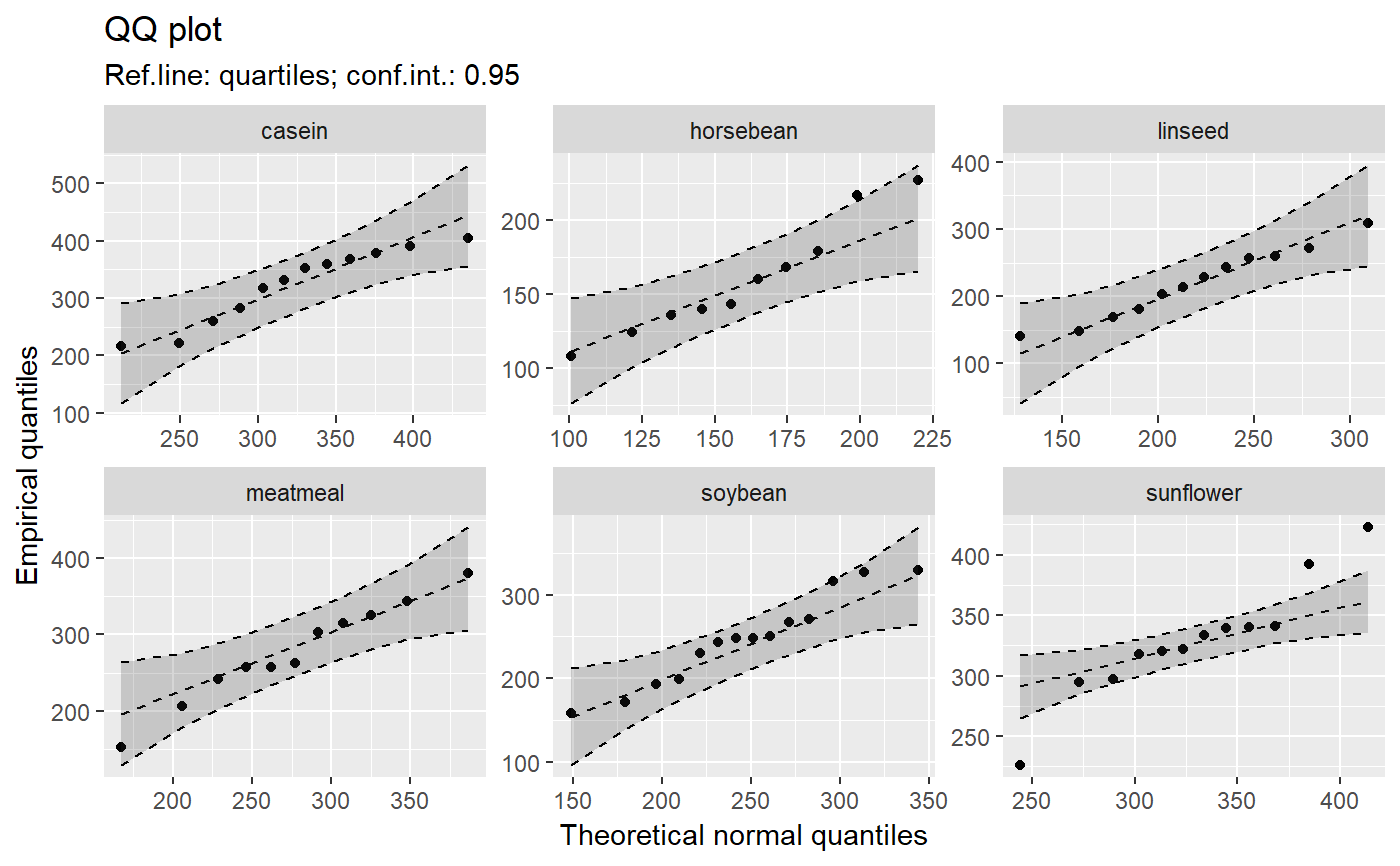 QQ plot
Ref.line: quartiles; conf.int.: 0.95
casein
horsebean
linseed
500
400
300
200
100
250 300 350 400
200
150
100
100 125 150 175 200 225
400
300
200
100
150 200 250 300
meatmeal
soybean
sunflower
400
300
200
200 250 300 350
300
200
100
150 200 250 300 350
400
350
300
250
250 300 350 400
Empirical quantiles
Theoretical normal quantiles